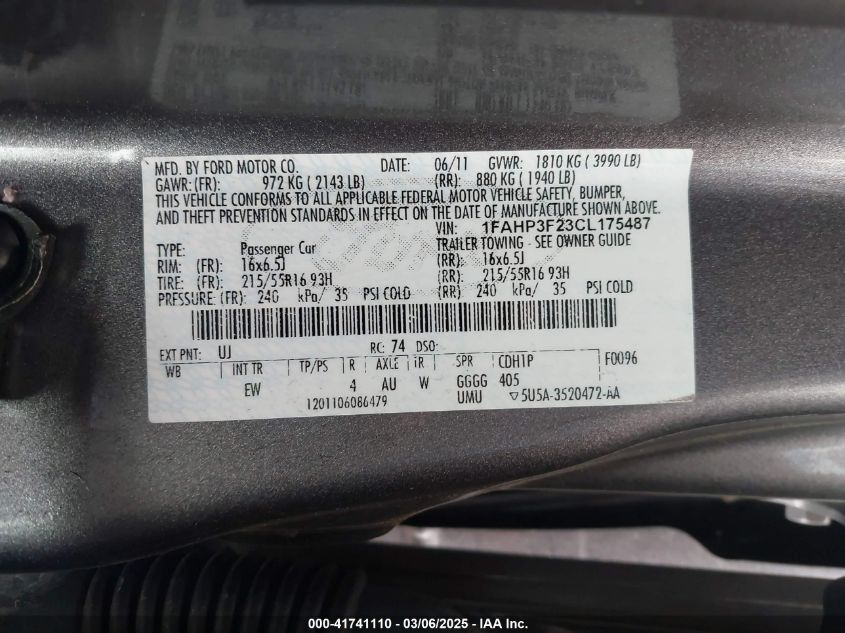 MFD. BY FORD MOTOR CO. DATE: 06/11 GVWR: 1810 KG ( 3990 LB)
GAWR: (FR): 972 KG ( 2143 LB) (RR): 880 KG ( 1940 LB)
THIS VEHICLE CONFORMS TO ALL APPLICABLE FEDERAL MOTOR VEHICLE SAFETY, BUMPER,
AND THEFT PREVENTION STANDARDS IN EFFECT ON THE DATE OF MANUFACTURE SHOWN ABOVE.
VIN: 1FAHP3F23CL175487
TYPE: Passenger Car TRAILER TOWING - SEE OWNER GUIDE
RIM: (FR): 16x6.5J (RR): 16x6.5J
TIRE: (FR): 215/55R16 93H (RR): 215/55R16 93H
PRESSURE: (FR): 240 kPa/ 35 PSI COLD (RR) 240 kPa/ 35 PSI COLD
EXT PNT: UJ RC: 74 DSO: F0096
WB INT TR TP/PS R AXLE iR SPR CDH1P
EW 4 AU W GGGG 405
1201106086479 UMU ▽5U5A-3520472-AA
000-41741110 - 03/06/2025 - IAA Inc.